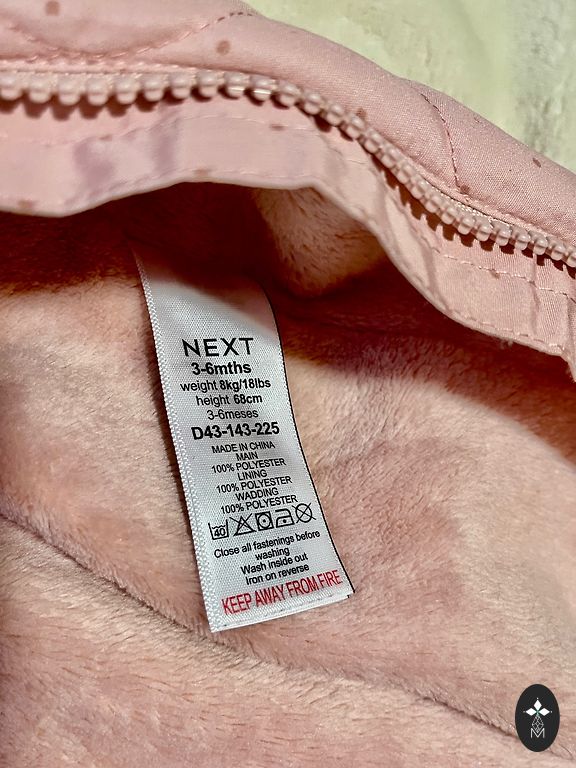 NEXT
3-6mths
weight 8kg/18lbs
height 68cm
3-6meses
D43-143-225
MADE IN CHINA
MAIN
100% POLYESTER
LINING
100% POLYESTER
WADDING
100% POLYESTER
40
Close all fastenings before
washing
Wash inside out
Iron on reverse
KEEP AWAY FROM FIRE
M